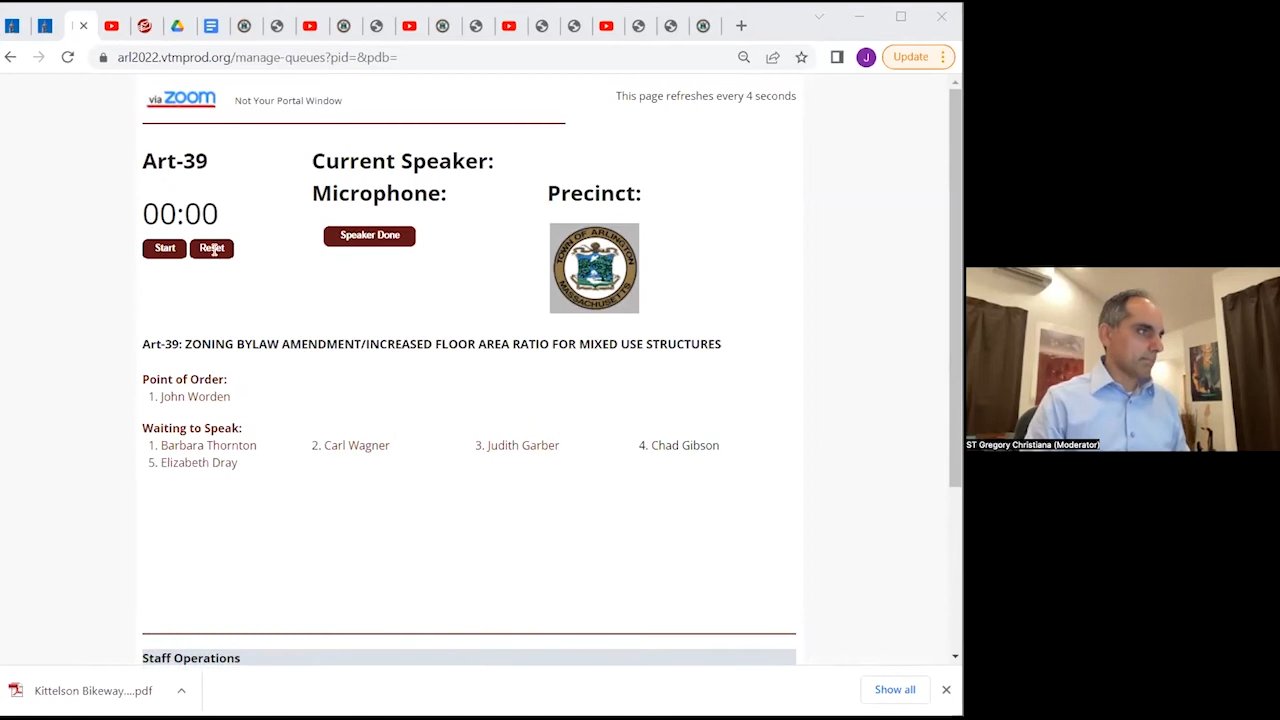 arl2022.vtmprod.org/manage-queues?pid=&pdb=
J
Update
via zoom
Not Your Portal Window
This page refreshes every 4 seconds
Art-39
Current Speaker:
Microphone:
Precinct:
00:00
Start
Reset
Speaker Done
TOWN OF ARLINGTON
MASSACHUSETTS
Art-39: ZONING BYLAW AMENDMENT/INCREASED FLOOR AREA RATIO FOR MIXED USE STRUCTURES
Point of Order:
1. John Worden
Waiting to Speak:
1. Barbara Thornton
2. Carl Wagner
3. Judith Garber
4. Chad Gibson
5. Elizabeth Dray
ST Gregory Christiana (Moderator)
Staff Operations
Kittelson Bikeway....pdf
Show all